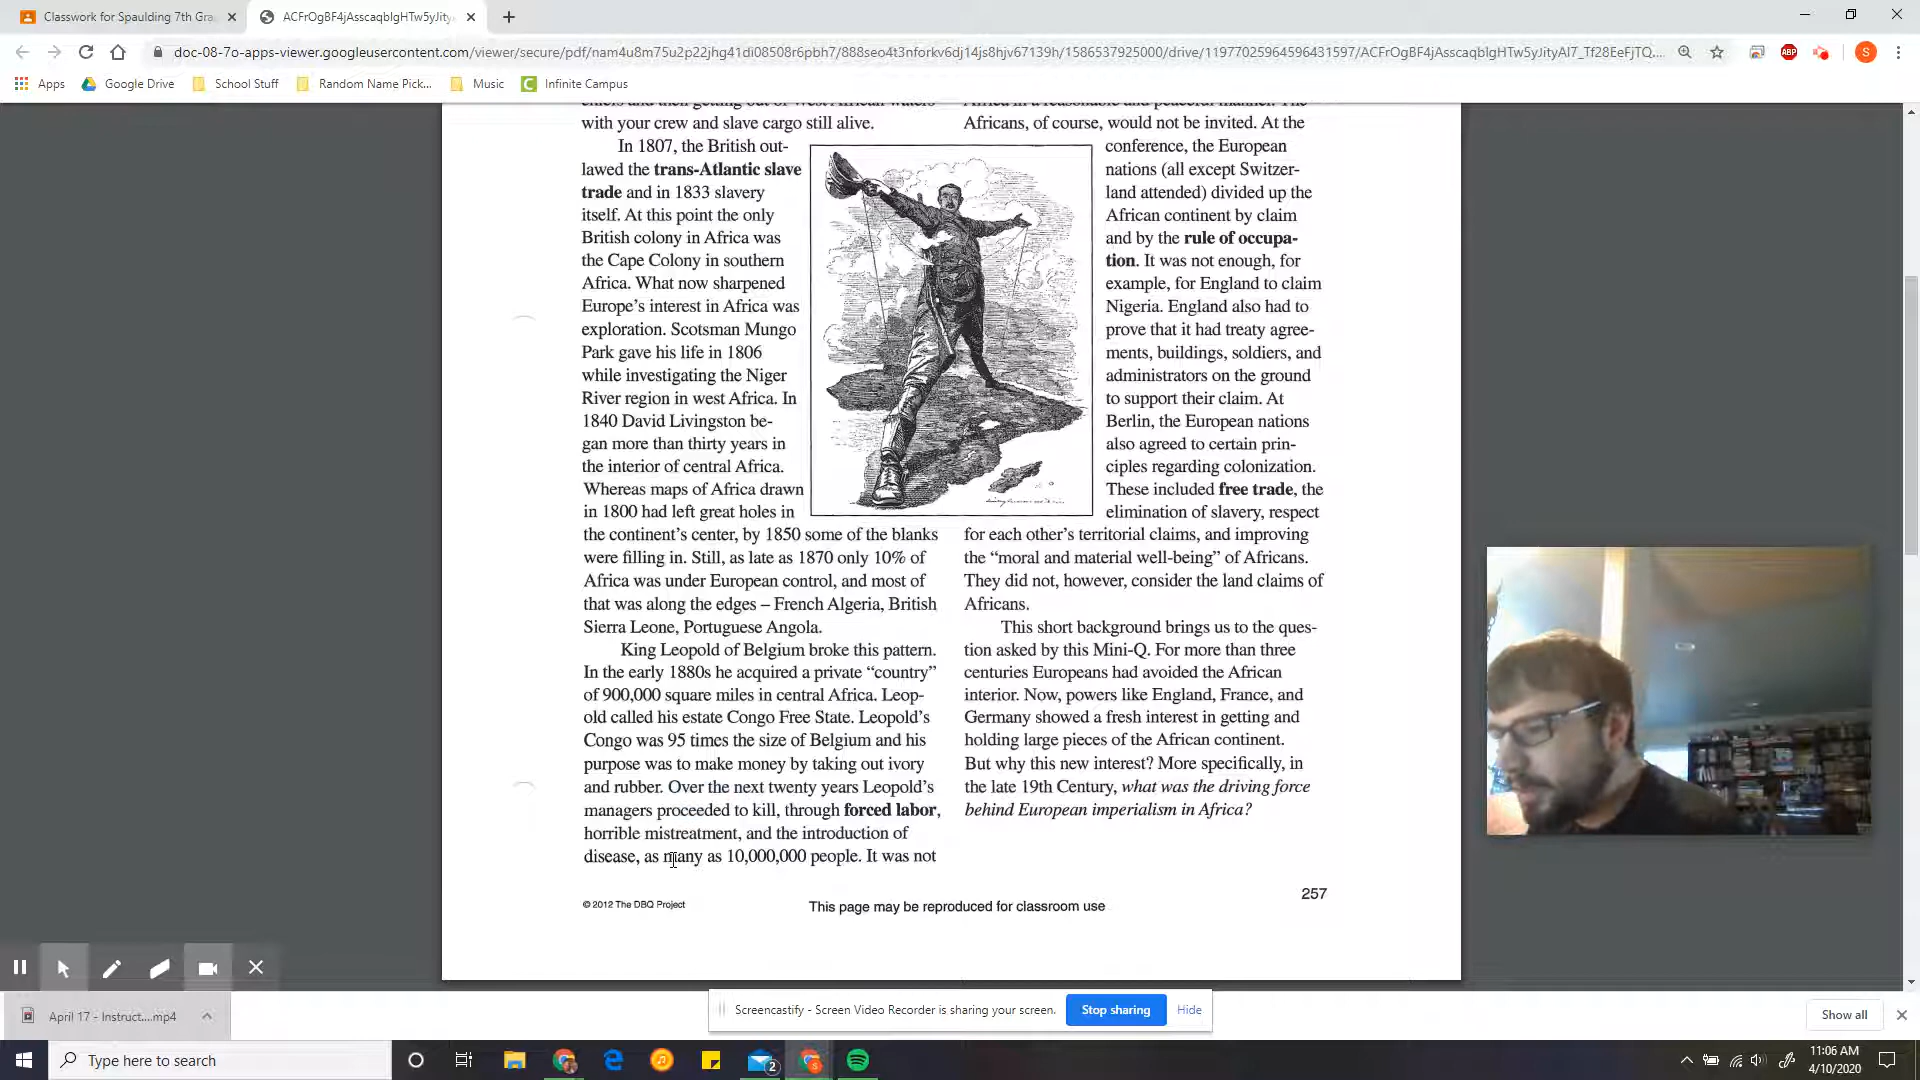 Classwork for Spaulding 7th Gra
ACFrOgBF4jAsscaqbIgHTw5yJity
doc-08-7o-apps-viewer.googleusercontent.com/viewer/secure/pdf/nam4u8m75u2p22jhg41di08508r6pbh7/888seo4t3nforkv6dj14js8hjv67139h/1586537925000/drive/11977025964596431597/ACFrOgBF4jAsscaqbIgHTw5yJityAI7_Tf28EeFjTQ...
ABP
S
Apps
Google Drive
School Stuff
Random Name Pick...
Music
Infinite Campus
chiefs and then getting out of West African waters
with your crew and slave cargo still alive.
In 1807, the British out-
lawed the trans-Atlantic slave
trade and in 1833 slavery
itself. At this point the only
British colony in Africa was
the Cape Colony in southern
Africa. What now sharpened
Europe's interest in Africa was
exploration. Scotsman Mungo
Park gave his life in 1806
while investigating the Niger
River region in west Africa. In
1840 David Livingston be-
gan more than thirty years in
the interior of central Africa.
Whereas maps of Africa drawn
in 1800 had left great holes in
the continent's center, by 1850 some of the blanks
were filling in. Still, as late as 1870 only 10% of
Africa was under European control, and most of
that was along the edges – French Algeria, British
Sierra Leone, Portuguese Angola.
King Leopold of Belgium broke this pattern.
In the early 1880s he acquired a private “country”
of 900,000 square miles in central Africa. Leop-
old called his estate Congo Free State. Leopold's
Congo was 95 times the size of Belgium and his
purpose was to make money by taking out ivory
and rubber. Over the next twenty years Leopold's
managers proceeded to kill, through forced labor,
horrible mistreatment, and the introduction of
disease, as many as 10,000,000 people. It was not
Africa in a reasonable and peaceful manner. The
Africans, of course, would not be invited. At the
conference, the European
nations (all except Switzer-
land attended) divided up the
African continent by claim
and by the rule of occupa-
tion. It was not enough, for
example, for England to claim
Nigeria. England also had to
prove that it had treaty agree-
ments, buildings, soldiers, and
administrators on the ground
to support their claim. At
Berlin, the European nations
also agreed to certain prin-
ciples regarding colonization.
These included free trade, the
elimination of slavery, respect
for each other's territorial claims, and improving
the “moral and material well-being” of Africans.
They did not, however, consider the land claims of
Africans.
This short background brings us to the ques-
tion asked by this Mini-Q. For more than three
centuries Europeans had avoided the African
interior. Now, powers like England, France, and
Germany showed a fresh interest in getting and
holding large pieces of the African continent.
But why this new interest? More specifically, in
the late 19th Century, what was the driving force
behind European imperialism in Africa?
257
© 2012 The DBQ Project
This page may be reproduced for classroom use
April 17 - Instruct....mp4
Screencastify - Screen Video Recorder is sharing your screen.
Stop sharing
Hide
Show all
Type here to search
2
S
11:06 AM
4/10/2020